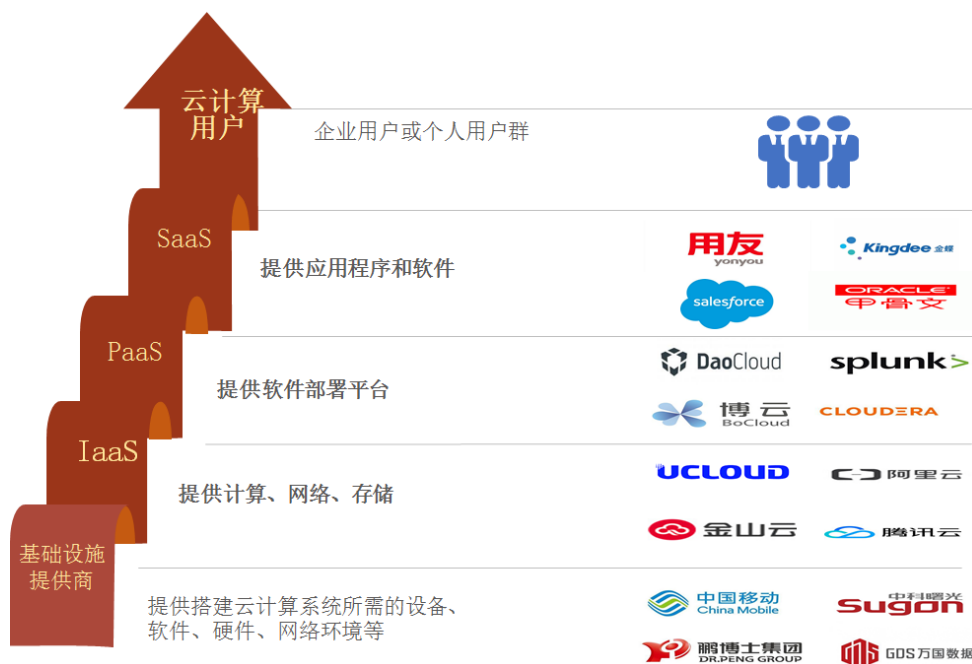 云计算
用户
企业用户或个人用户群
SaaS
提供应用程序和软件
用友
yonyou
Kingdee 金蝶
salesforce
ORACLE
甲骨文
PaaS
提供软件部署平台
DaoCloud
splunk>
博云
BoCloud
CLOUDERA
IaaS
提供计算、网络、存储
UCLOUD
阿里云
金山云
腾讯云
基础设施
提供商
提供搭建云计算系统所需的设备、
软件、硬件、网络环境等
中国移动
China Mobile
中科曙光
Sugon
鹏博士集团
DR.PENG GROUP
GDS 万国数据